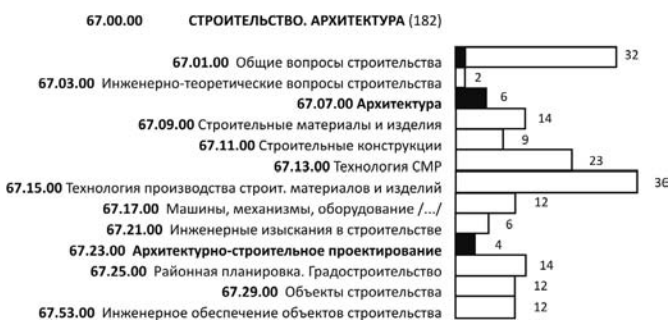 67.00.00 СТРОИТЕЛЬСТВО. АРХИТЕКТУРА (182)
67.01.00 Общие вопросы строительства 32
67.03.00 Инженерно-теоретические вопросы строительства 2
67.07.00 Архитектура 6
67.09.00 Строительные материалы и изделия 14
67.11.00 Строительные конструкции 9
67.13.00 Технология СМР 23
67.15.00 Технология производства строит. материалов и изделий 36
67.17.00 Машины, механизмы, оборудование /.../ 12
67.21.00 Инженерные изыскания в строительстве 6
67.23.00 Архитектурно-строительное проектирование 4
67.25.00 Районная планировка. Градостроительство 14
67.29.00 Объекты строительства 12
67.53.00 Инженерное обеспечение объектов строительства 12